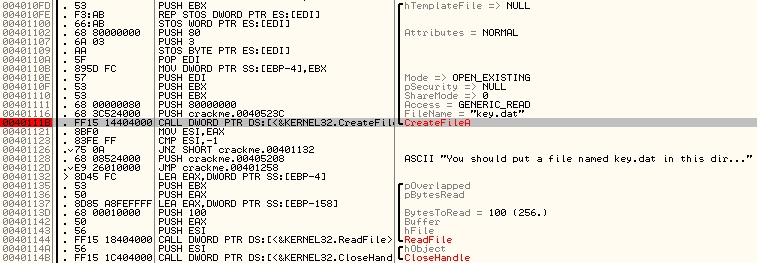 004010FD . 53 PUSH EBX hTemplateFile => NULL
004010FE . F3:AB REP STOS DWORD PTR ES:[EDI]
00401100 . 66:AB STOS WORD PTR ES:[EDI]
00401102 . 68 80000000 PUSH 80 Attributes = NORMAL
00401107 . 6A 03 PUSH 3
00401109 . AA STOS BYTE PTR ES:[EDI]
0040110A . 5F POP EDI
0040110B . 895D FC MOV DWORD PTR SS:[EBP-4],EBX
0040110E . 57 PUSH EDI Mode => OPEN_EXISTING
0040110F . 53 PUSH EBX pSecurity => NULL
00401110 . 53 PUSH EBX ShareMode => 0
00401111 . 68 00000080 PUSH 80000000 Access = GENERIC_READ
00401116 . 68 3C524000 PUSH crackme.0040523C FileName = "key.dat"
0040111B . FF15 14404000 CALL DWORD PTR DS:[<&KERNEL32.CreateFile CreateFileA
00401121 . 8BF0 MOV ESI,EAX
00401123 . 83FE FF CMP ESI,-1
00401126 . 75 0A JNZ SHORT crackme.00401132
00401128 . 68 08524000 PUSH crackme.00405208 ASCII "You should put a file named key.dat in this dir..."
0040112D . E9 26010000 JMP crackme.00401258
00401132 > 8D45 FC LEA EAX,DWORD PTR SS:[EBP-4]
00401135 . 53 PUSH EBX pOverlapped
00401136 . 50 PUSH EAX pBytesRead
00401137 . 8D85 A8FEFFFF LEA EAX,DWORD PTR SS:[EBP-158]
0040113D . 68 00010000 PUSH 100 BytesToRead = 100 (256.)
00401142 . 50 PUSH EAX Buffer
00401143 . 56 PUSH ESI hFile
00401144 . FF15 18404000 CALL DWORD PTR DS:[<&KERNEL32.ReadFile> ReadFile
0040114A . 56 PUSH ESI hObject
0040114B . FF15 1C404000 CALL DWORD PTR DS:[<&KERNEL32.CloseHand CloseHandle